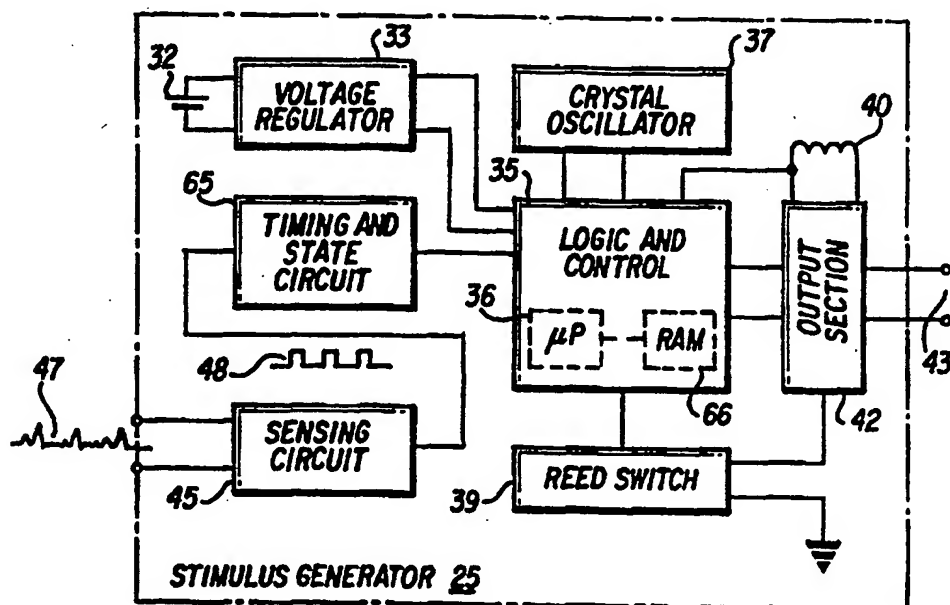 33
37
32
VOLTAGE
REGULATOR
CRYSTAL
OSCILLATOR
40
65
35
TIMING AND
STATE
CIRCUIT
LOGIC AND
CONTROL
OUTPUT
SECTION
36
μP
RAM
43
48
47
66
42
SENSING
CIRCUIT
REED SWITCH
45
39
STIMULUS GENERATOR 25